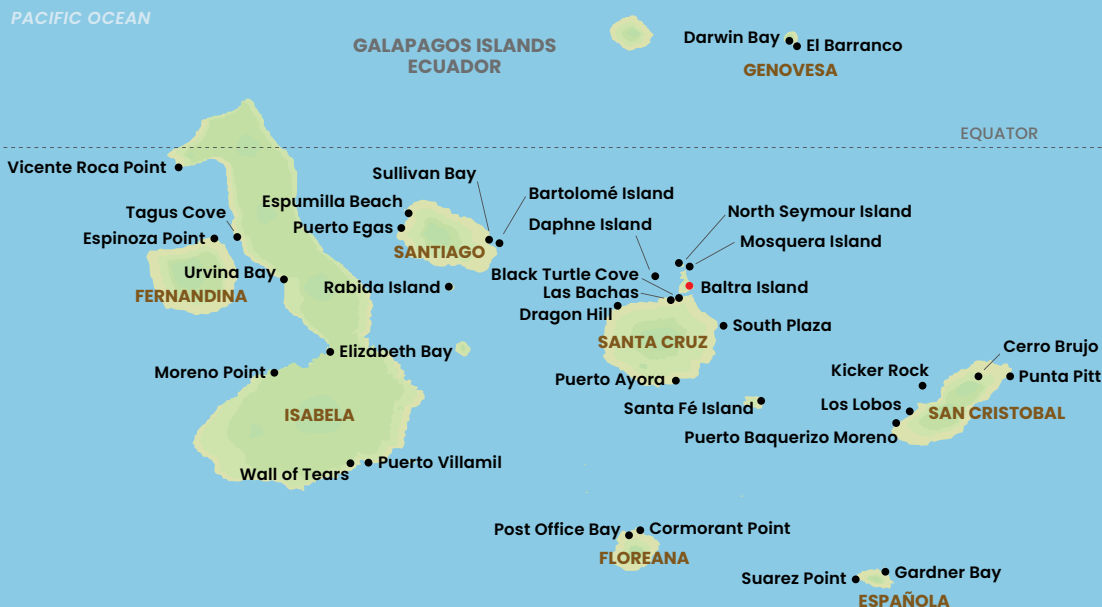 PACIFIC OCEAN
GALAPAGOS ISLANDS
ECUADOR
Darwin Bay
El Barranco
GENOVESA
EQUATOR
Vicente Roca Point
Sullivan Bay
Bartolomé Island
Espumilla Beach
Tagus Cove
Daphne Island
North Seymour Island
Puerto Egas
Espinoza Point
Mosquera Island
SANTIAGO
Urvina Bay
Black Turtle Cove
Rabida Island
Baltra Island
Las Bachas
FERNANDINA
Dragon Hill
South Plaza
SANTA CRUZ
Elizabeth Bay
Cerro Brujo
Moreno Point
Kicker Rock
Punta Pitt
Puerto Ayora
Los Lobos
Santa Fé Island
ISABELA
SAN CRISTOBAL
Puerto Baquerizo Moreno
Puerto Villamil
Wall of Tears
Post Office Bay
Cormorant Point
FLOREANA
Suarez Point
Gardner Bay
ESPAÑOLA